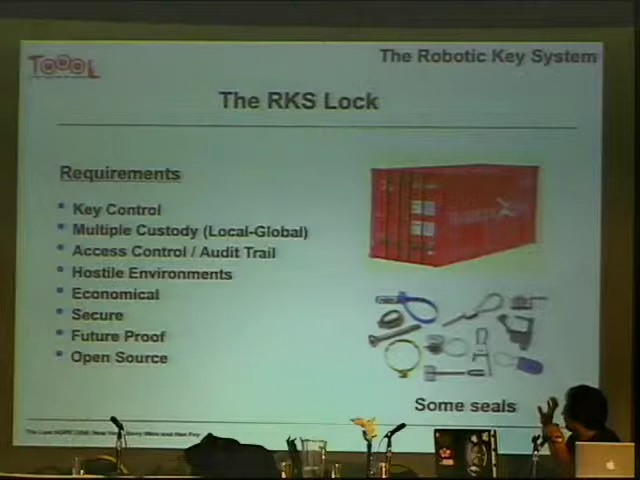 TOOOL
The Robotic Key System
The RKS Lock
Requirements
Key Control
Multiple Custody (Local-Global)
Access Control / Audit Trail
Hostile Environments
Economical
Secure
Future Proof
Open Source
Some seals